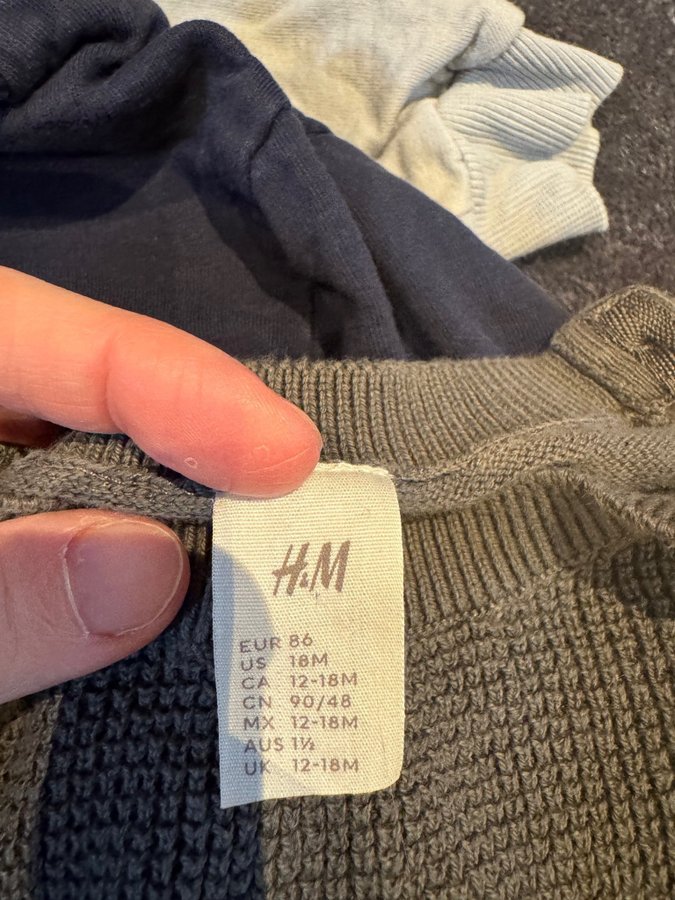 H&M
EUR 86
US 18M
CA 12-18M
CN 90/48
MX 12-18M
AUS 1½
UK 12-18M